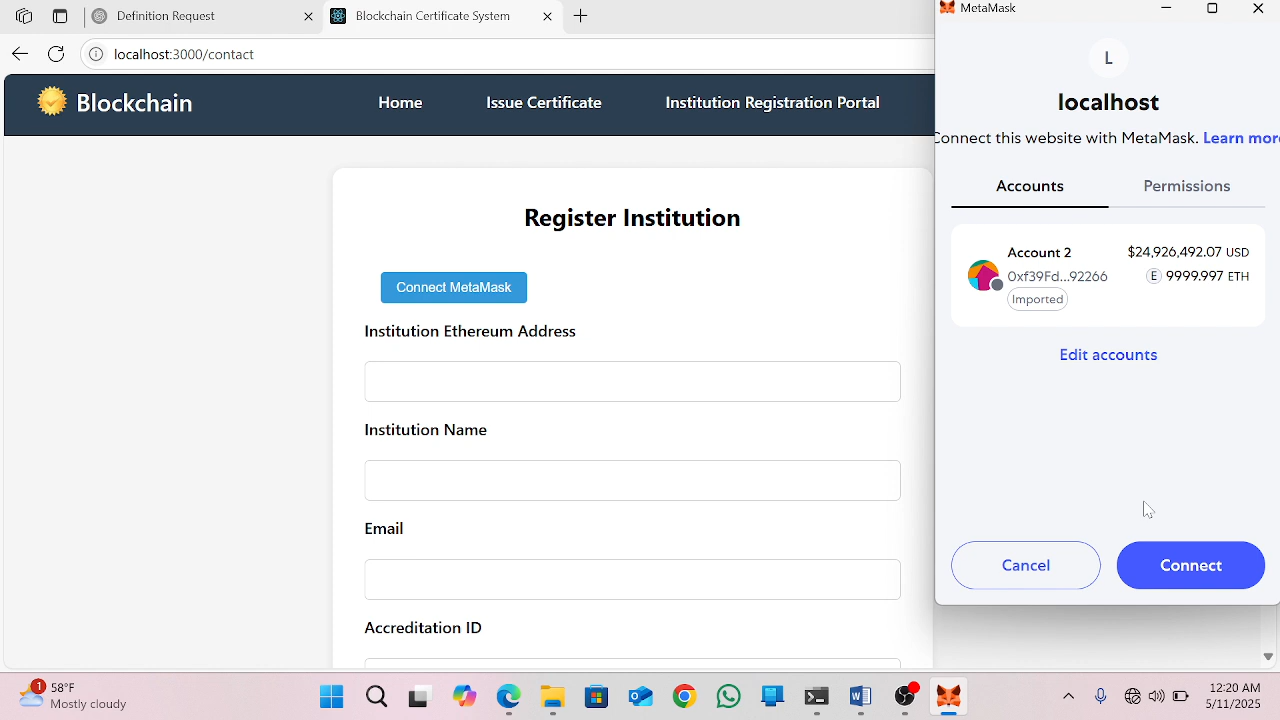 Definition Request
Blockchain Certificate System
localhost:3000/contact
Blockchain
Home
Issue Certificate
Institution Registration Portal
Register Institution
Connect MetaMask
Institution Ethereum Address
Institution Name
Email
Accreditation ID
MetaMask
L
localhost
Connect this website with MetaMask. Learn more
Accounts
Permissions
Account 2
$24,926,492.07 USD
0xf39Fd...92266
E 9999.997 ETH
Imported
Edit accounts
Cancel
Connect
1
58°F
Mostly cloudy
12:20 AM
5/11/2025